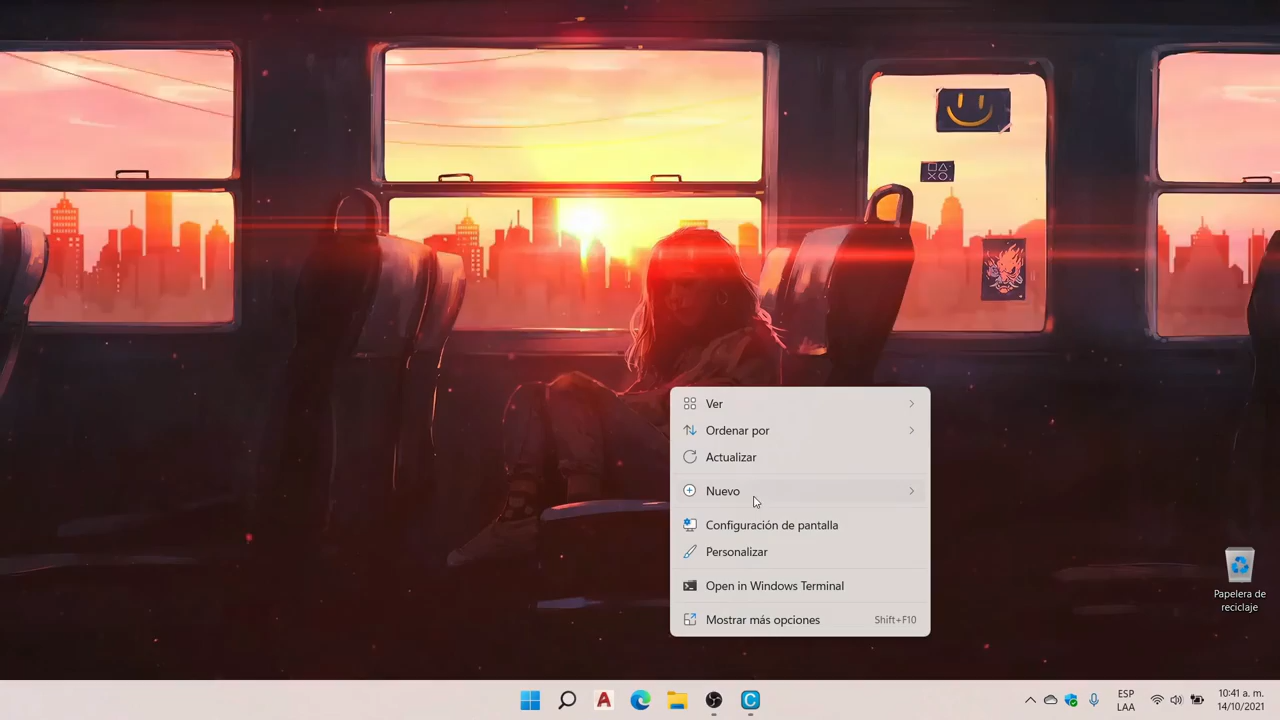 Ver
Ordenar por
Actualizar
Nuevo
Configuración de pantalla
Personalizar
Open in Windows Terminal
Mostrar más opciones Shift+F10
Papelera de
reciclaje
ESP
LAA
10:41 a. m.
14/10/2021